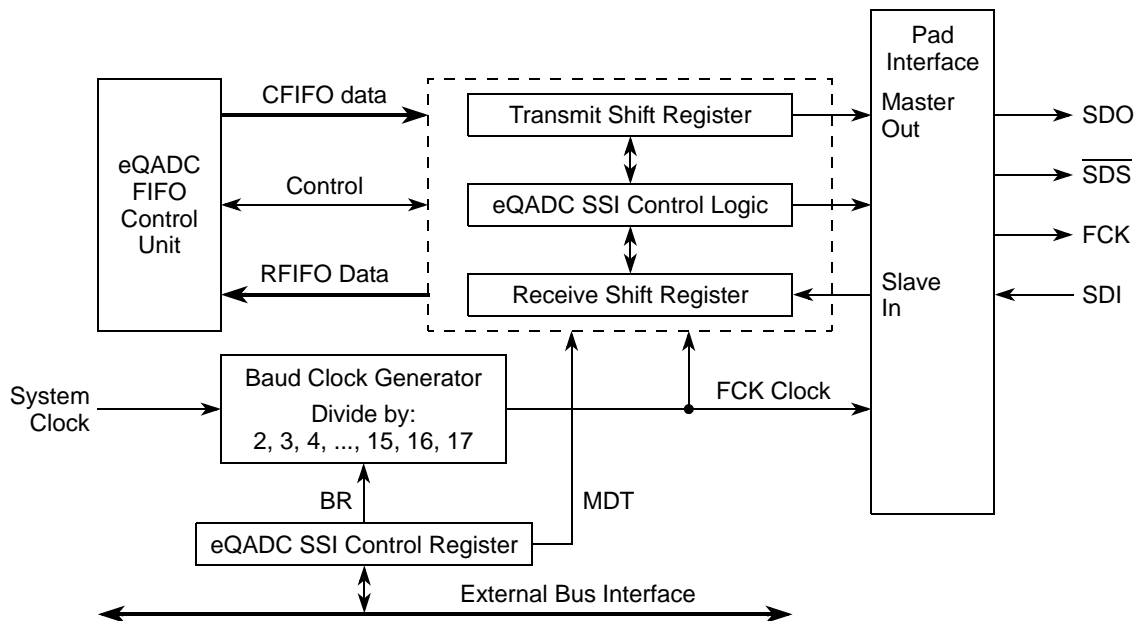 Pad
Interface
Master
Out
Slave
In
SDO
SDS
FCK
SDI
CFIFO data
Control
RFIFO Data
eQADC
FIFO
Control
Unit
Transmit Shift Register
eQADC SSI Control Logic
Receive Shift Register
System
Clock
Baud Clock Generator
Divide by:
2, 3, 4, ..., 15, 16, 17
FCK Clock
BR
MDT
eQADC SSI Control Register
External Bus Interface